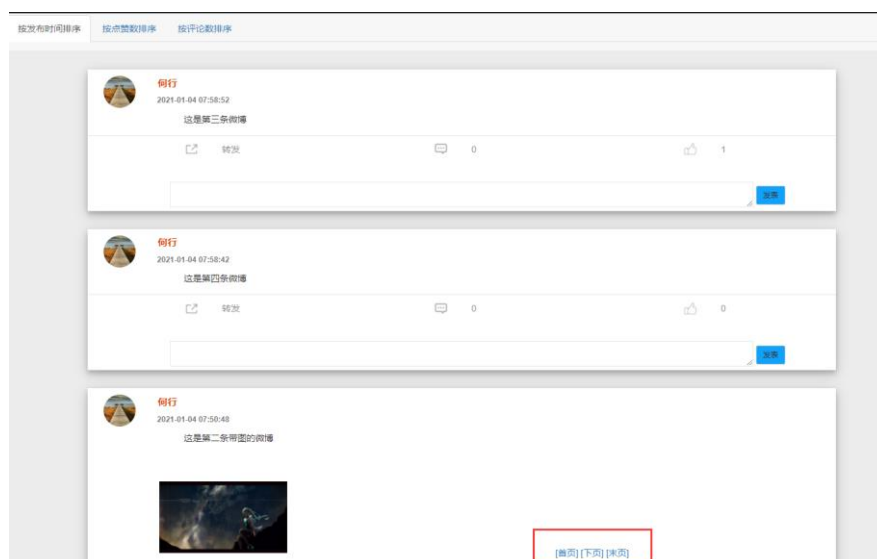 按发布时间排序 按点赞数排序 按评论数排序
何行
2021-01-04 07:58:52
这是第三条微博
转发 0 1
发表
何行
2021-01-04 07:58:42
这是第四条微博
转发 0 0
发表
何行
2021-01-04 07:50:48
这是第二条带图的微博
[首页] [下页] [末页]